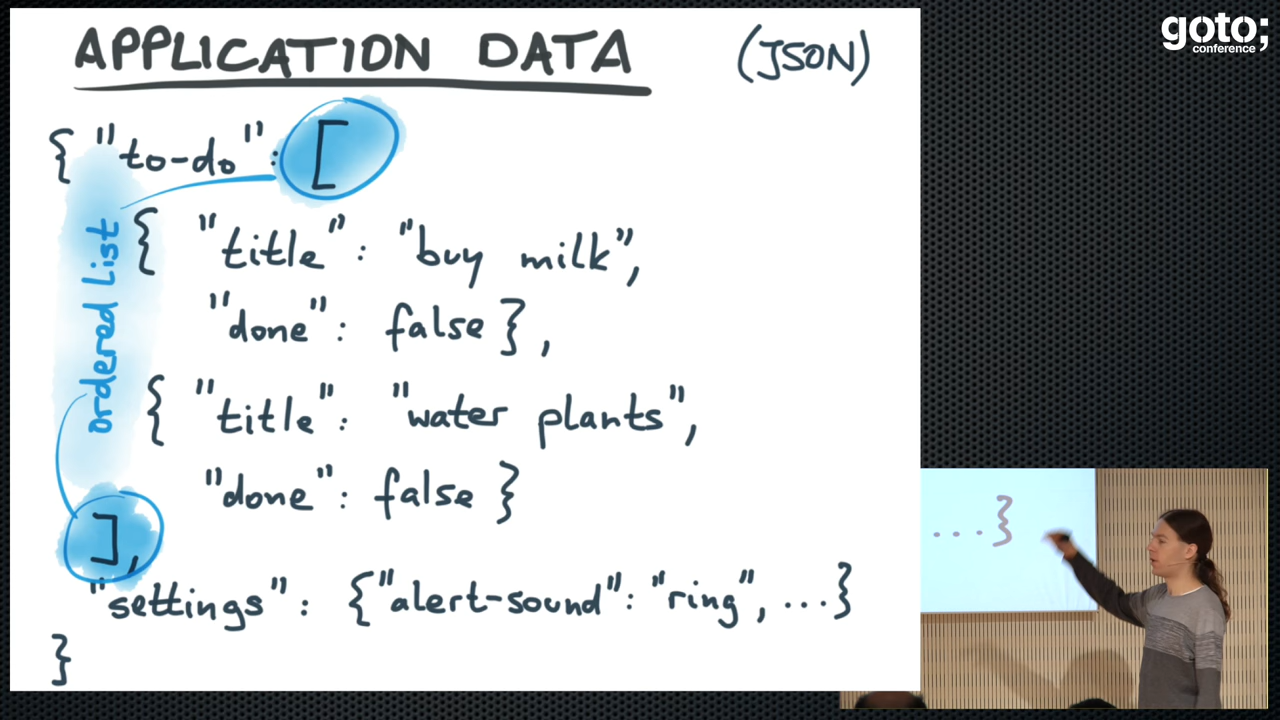 APPLICATION DATA (JSON)
goto;
conference
{ "to-do" : [
{ "title" : "buy milk",
"done" : false } ,
{ "title" : "water plants",
"done" : false }
] ,
"settings" : { "alert-sound" : "ring" , ... }
}
ordered list
...}